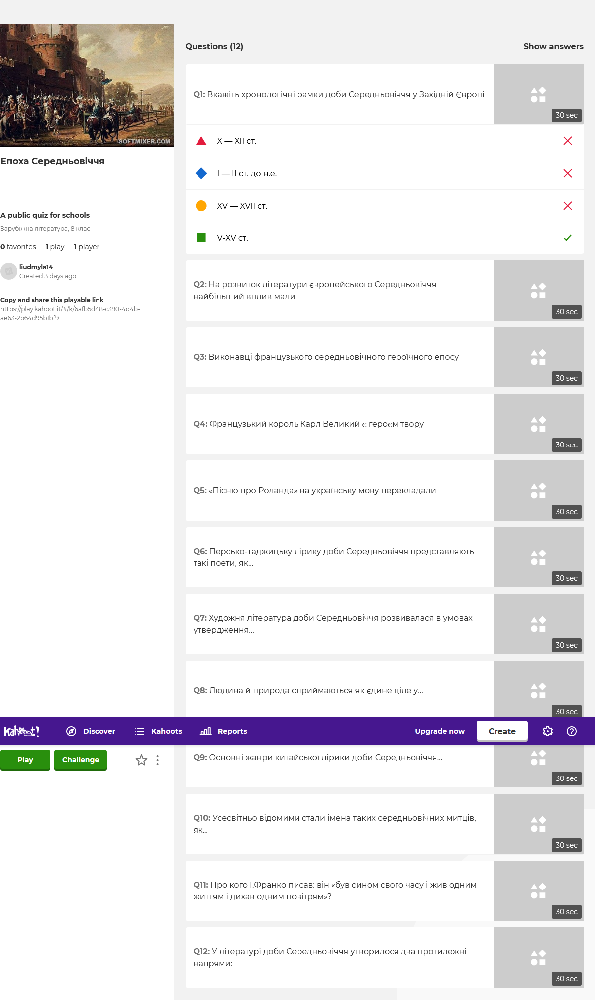 SOFTMIXER.COM
Епоха Середньовіччя
A public quiz for schools
Зарубіжна література, 8 клас
0 favorites 1 play 1 player
liudmyla14
Created 3 days ago
Copy and share this playable link
https://play.kahoot.it/#/k/6afb5d48-c390-4d4b-
ae63-2b64d95b1bf9
Questions (12)
Show answers
Q1: Вкажіть хронологічні рамки доби Середньовіччя у Західній Європі
30 sec
X — XII ст.
I — II ст. до н.е.
XV — XVII ст.
V-XV ст.
Q2: На розвиток літератури європейського Середньовіччя
найбільший вплив мали
30 sec
Q3: Виконавці французького середньовічного героїчного епосу
30 sec
Q4: Французький король Карл Великий є героєм твору
30 sec
Q5: «Пісню про Роланда» на українську мову перекладали
30 sec
Q6: Персько-таджицьку лірику доби Середньовіччя представляють
такі поети, як...
30 sec
Q7: Художня література доби Середньовіччя розвивалася в умовах
утвердження...
30 sec
Q8: Людина й природа сприймаються як єдине ціле у...
30 sec
Kahoot! Discover Kahoots Reports Upgrade now Create
Play Challenge
Q9: Основні жанри китайської лірики доби Середньовіччя...
30 sec
Q10: Усесвітньо відомими стали імена таких середньовічних митців,
як...
30 sec
Q11: Про кого І.Франко писав: він «був сином свого часу і жив одним
життям і дихав одним повітрям»?
30 sec
Q12: У літературі доби Середньовіччя утворилося два протилежні
напрями:
30 sec